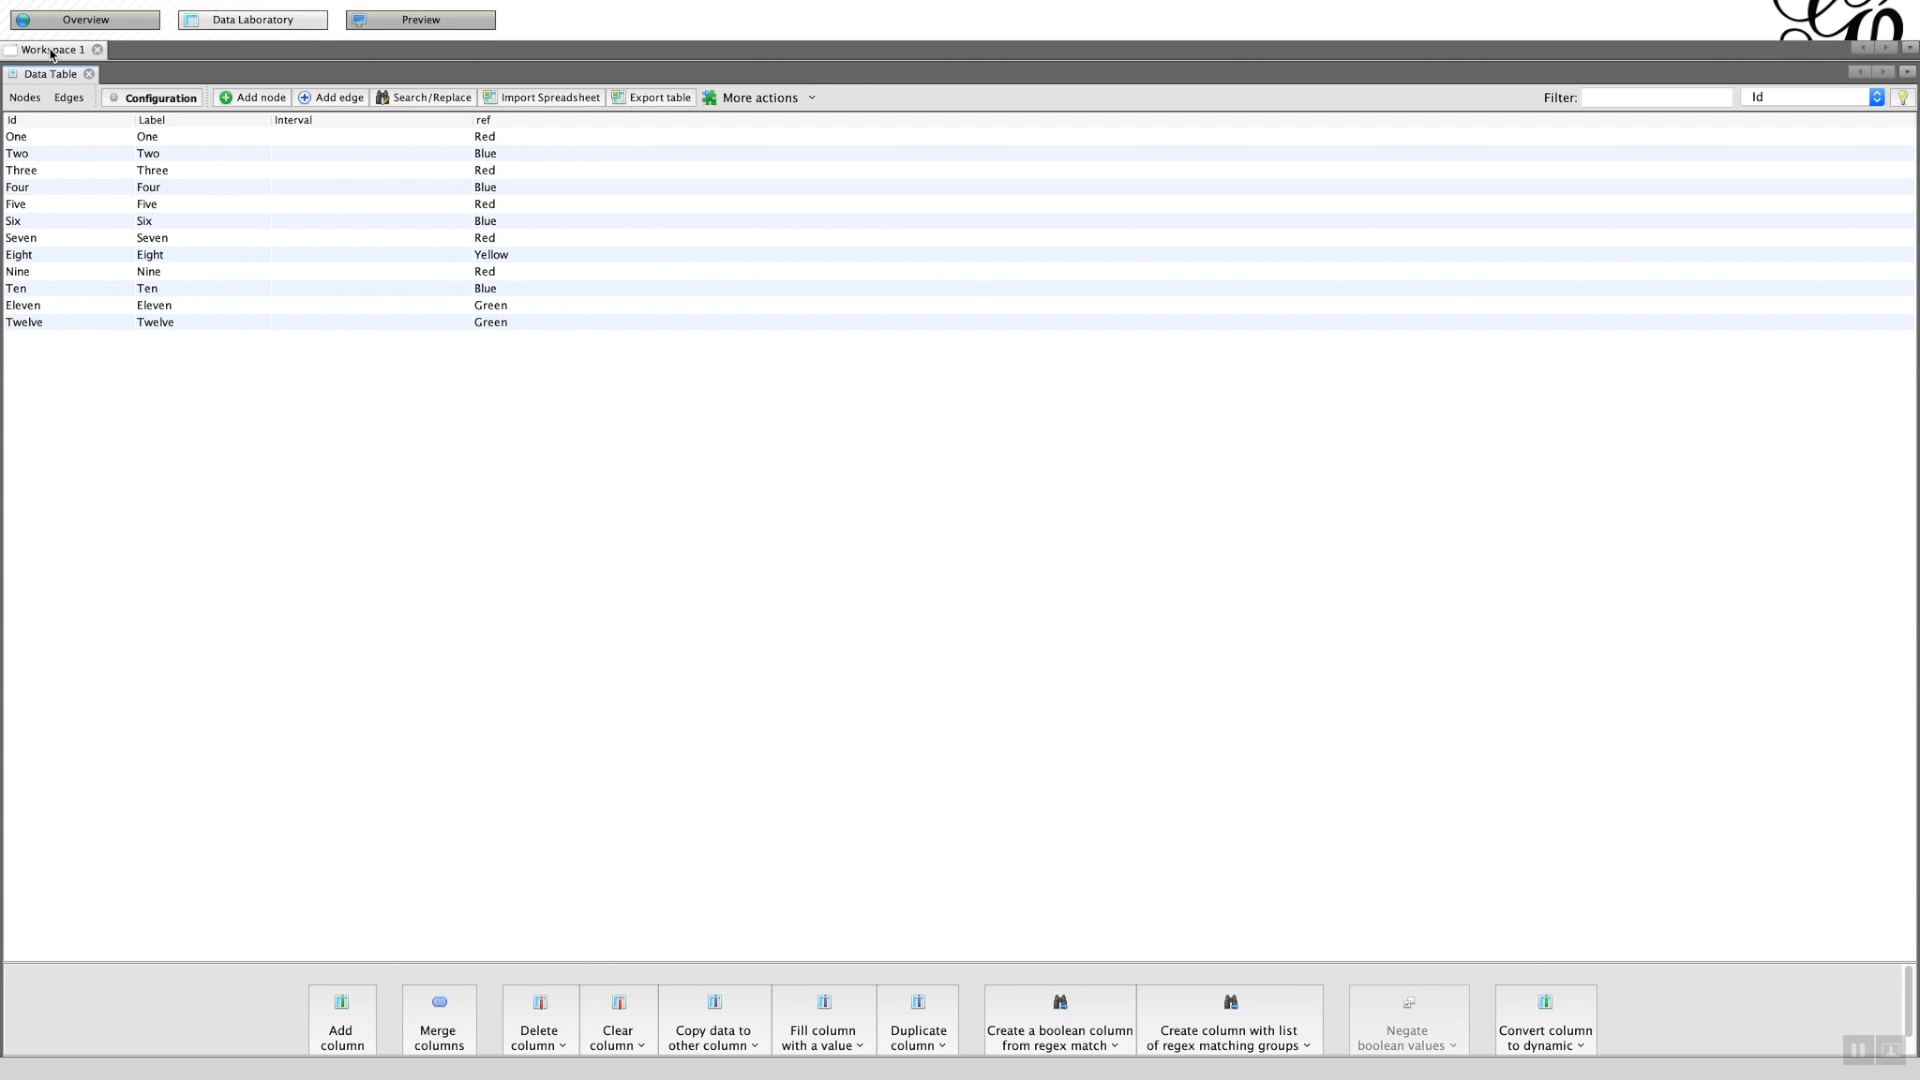 Overview Data Laboratory Preview
Workspace 1
Data Table
Nodes Edges Configuration Add node Add edge Search/Replace Import Spreadsheet Export table More actions Filter: Id
Id Label Interval ref
One One Red
Two Two Blue
Three Three Red
Four Four Blue
Five Five Red
Six Six Blue
Seven Seven Red
Eight Eight Yellow
Nine Nine Red
Ten Ten Blue
Eleven Eleven Green
Twelve Twelve Green
Add column
Merge columns
Delete column
Clear column
Copy data to other column
Fill column with a value
Duplicate column
Create a boolean column from regex match
Create column with list of regex matching groups
Negate boolean values
Convert column to dynamic